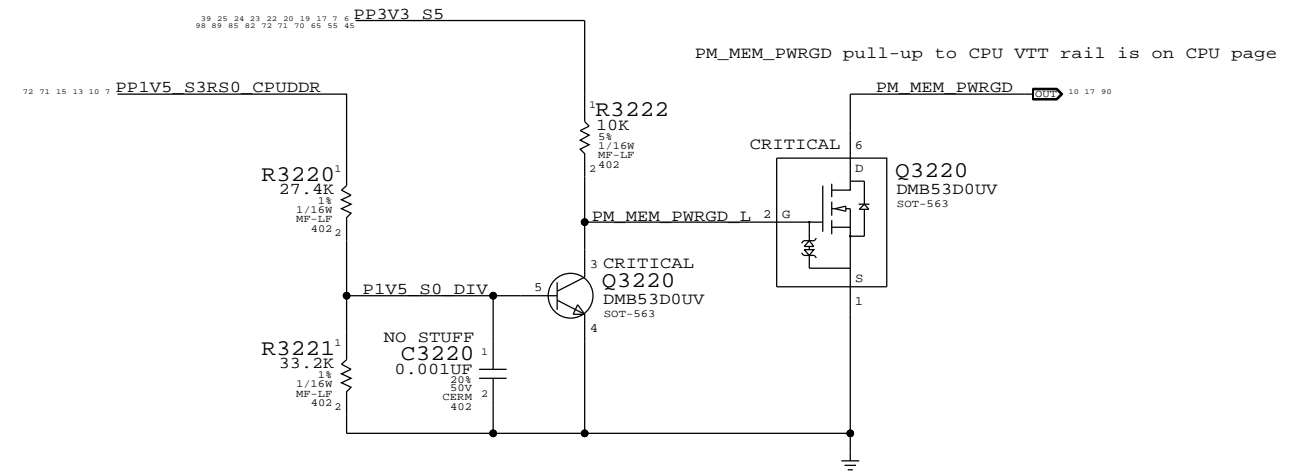 39 25 24 23 22 20 19 17 7 6
98 89 85 82 72 71 70 65 55 45
PP3V3_S5
PM_MEM_PWRGD pull-up to CPU VTT rail is on CPU page
72 71 15 13 10 7
PP1V5_S3RS0_CPUDDR
PM_MEM_PWRGD
OUT
10 17 90
1
R3222
10K
5%
1/16W
MF-LF
402
2
CRITICAL
6
D
Q3220
DMB53D0UV
SOT-563
R3220
1
27.4K
1%
1/16W
MF-LF
402
2
PM_MEM_PWRGD_L
2
G
S
1
3
CRITICAL
Q3220
DMB53D0UV
SOT-563
P1V5_S0_DIV
5
4
R3221
1
33.2K
1%
1/16W
MF-LF
402
2
NO STUFF
C3220
1
0.001UF
20%
50V
CERM
402
2